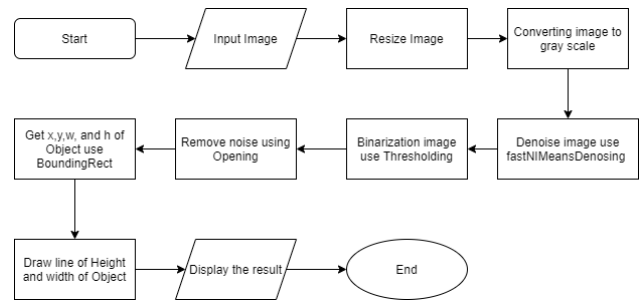 Start
Input Image
Resize Image
Converting image to
gray scale
Denoise image use
fastNlMeansDenosing
Binarization image
use Thresholding
Remove noise using
Opening
Get x,y,w, and h of
Object use
BoundingRect
Draw line of Height
and width of Object
Display the result
End